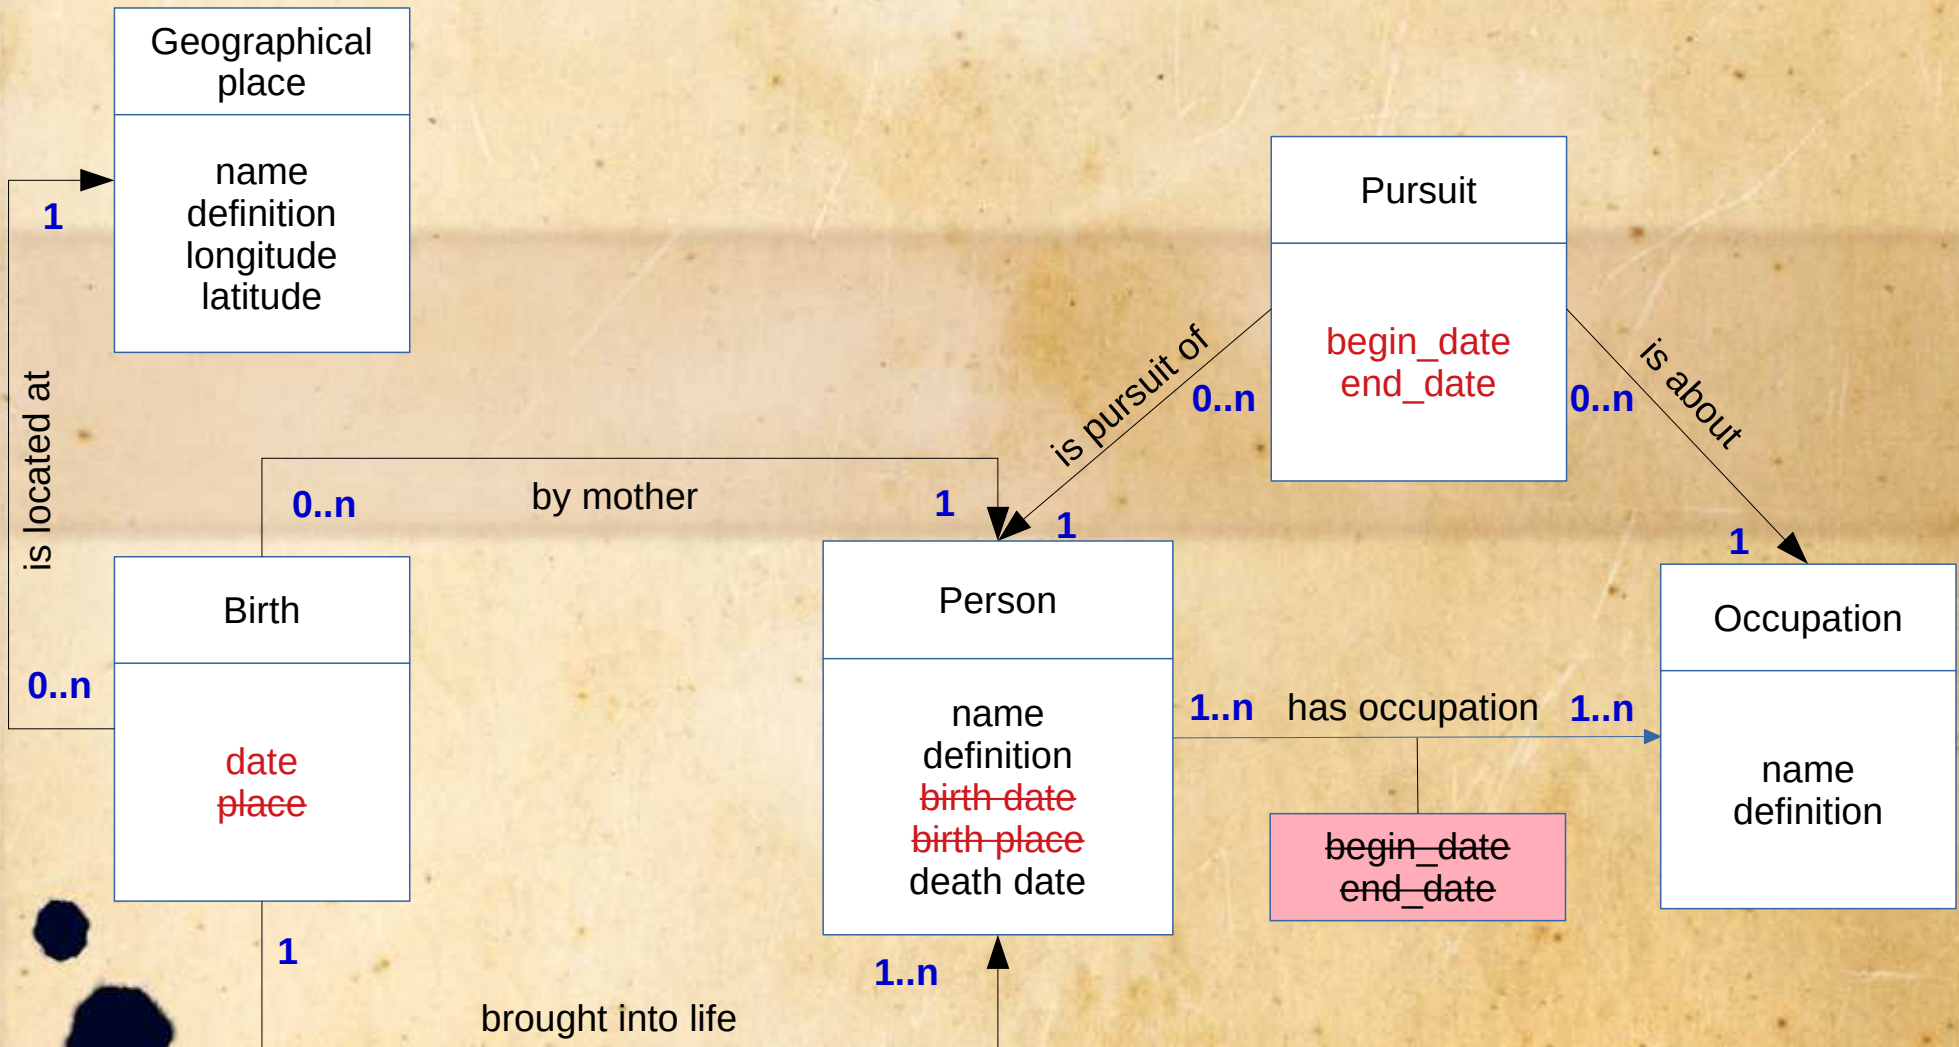 Geographical
place
name
definition
longitude
latitude
1
is located at
0..n
Pursuit
begin_date
end_date
is pursuit of
0..n
1
0..n
is about
1
0..n
by mother
1
Birth
date
place
1
Person
name
definition
birth date
birth place
death date
1..n
has occupation
1..n
begin_date
end_date
Occupation
name
definition
1..n
brought into life